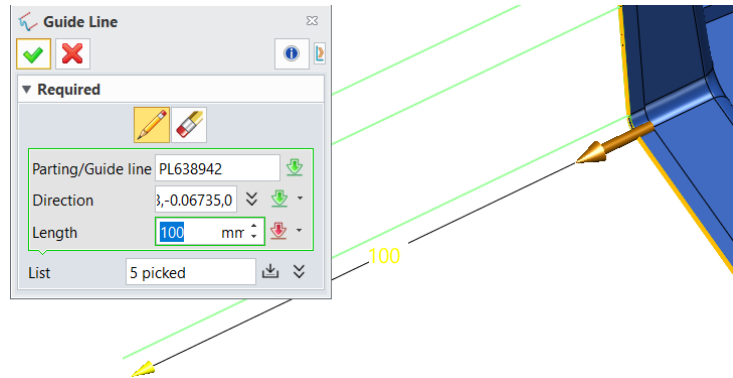 Guide Line
Required
Parting/Guide line PL638942
Direction 3,-0.06735,0
Length 100 mm
100
List 5 picked